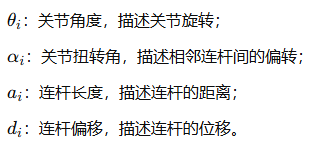 θi：关节角度，描述关节旋转；
αi：关节扭转角，描述相邻连杆间的偏转；
ai：连杆长度，描述连杆的距离；
di：连杆偏移，描述连杆的位移。